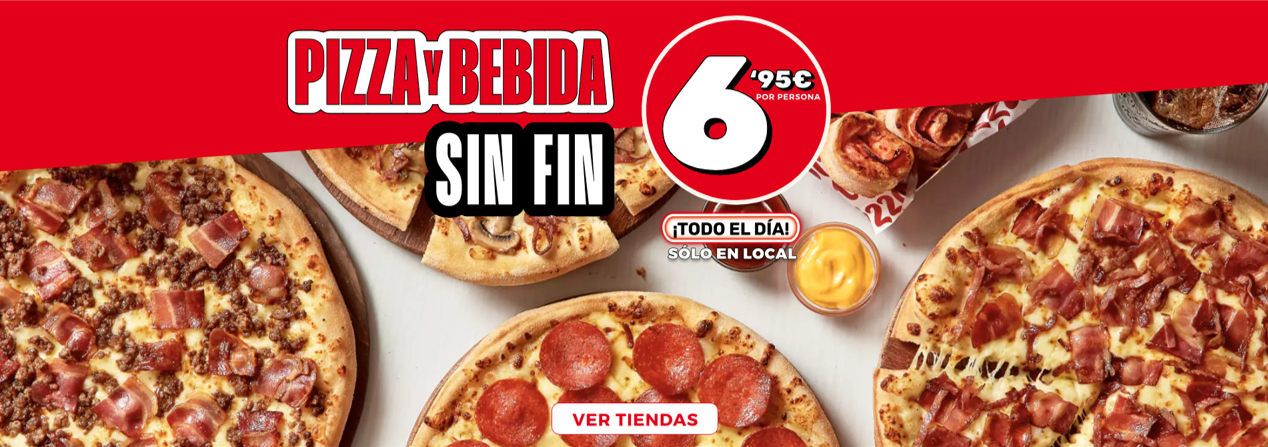 PIZZA Y BEBIDA
SIN FIN
6'95€
POR PERSONA
¡TODO EL DÍA!
SÓLO EN LOCAL
VER TIENDAS